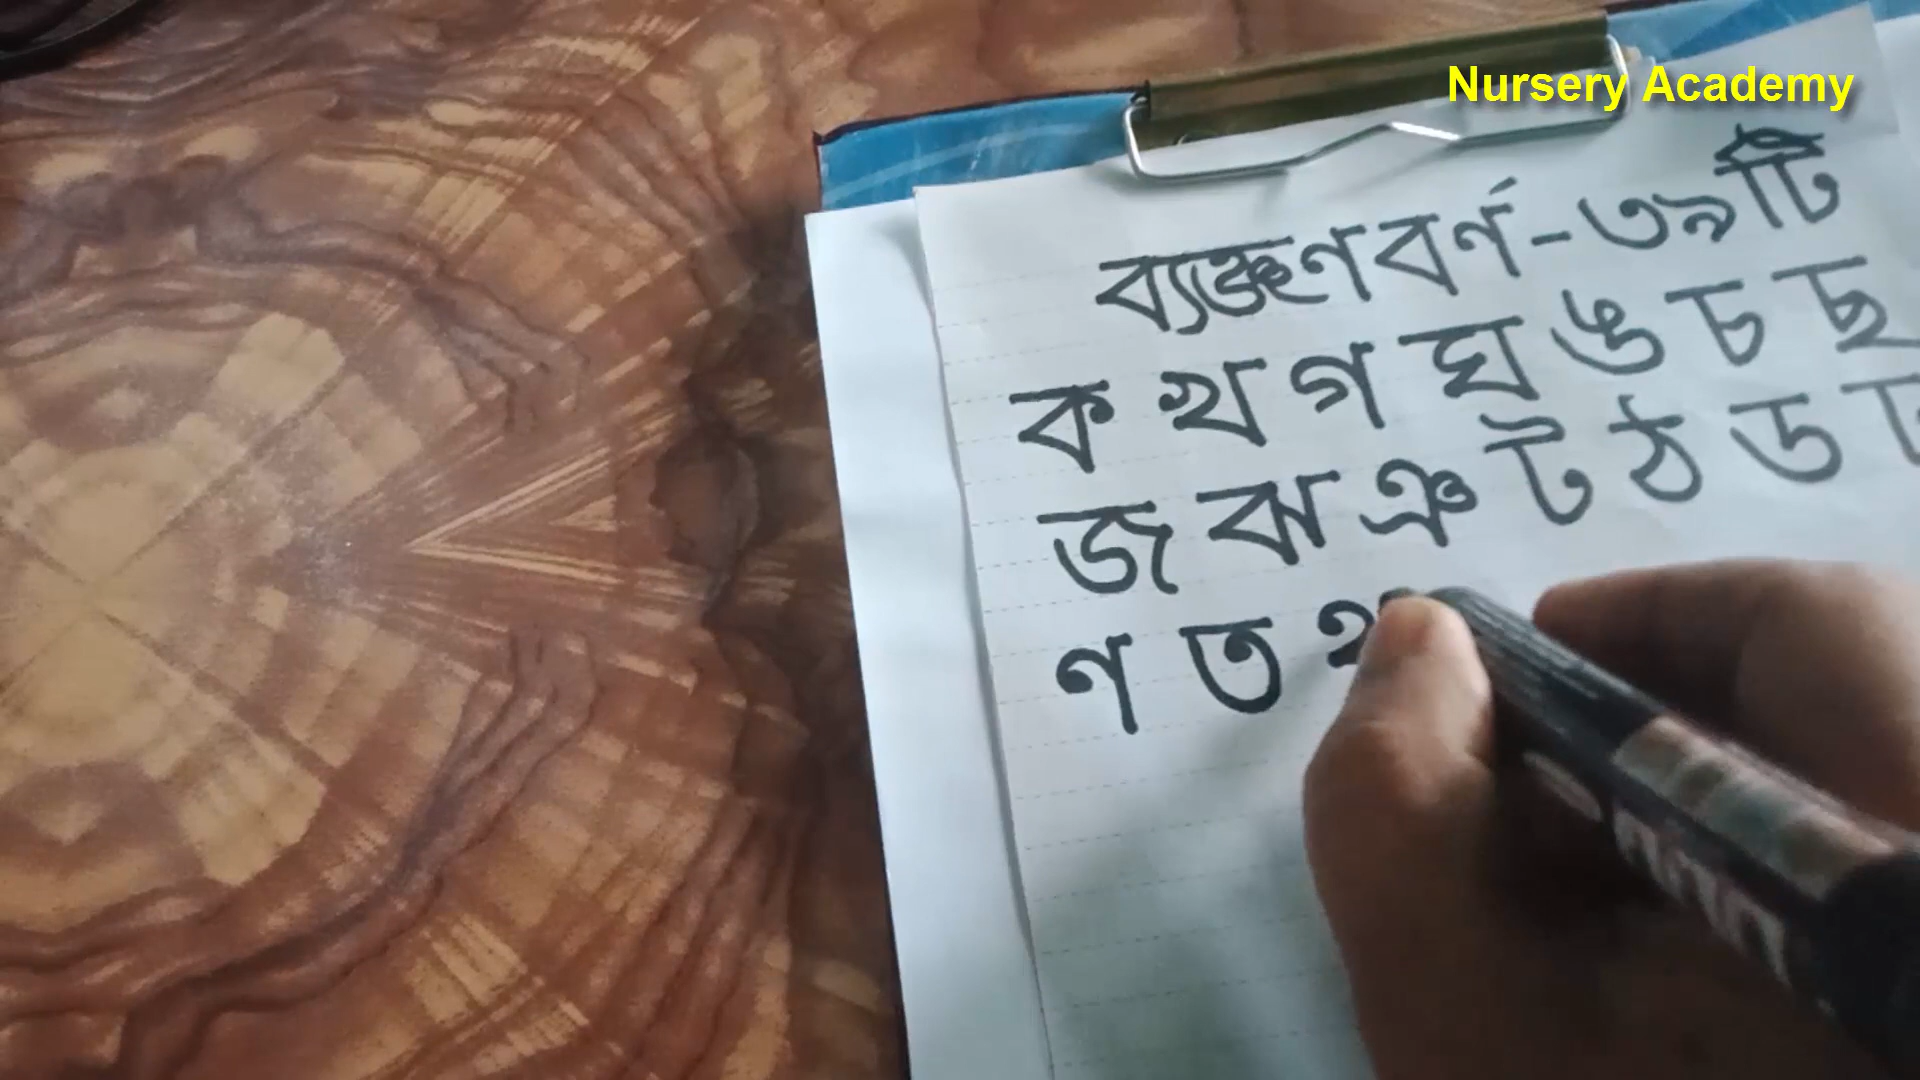 Nursery Academy
ব্যঞ্জণবর্ণ-৩৯টি
ক খ গ ঘ ঙ চ ছ
জ ঝ ঞ ট ঠ ড ঢ
ণ ত থ